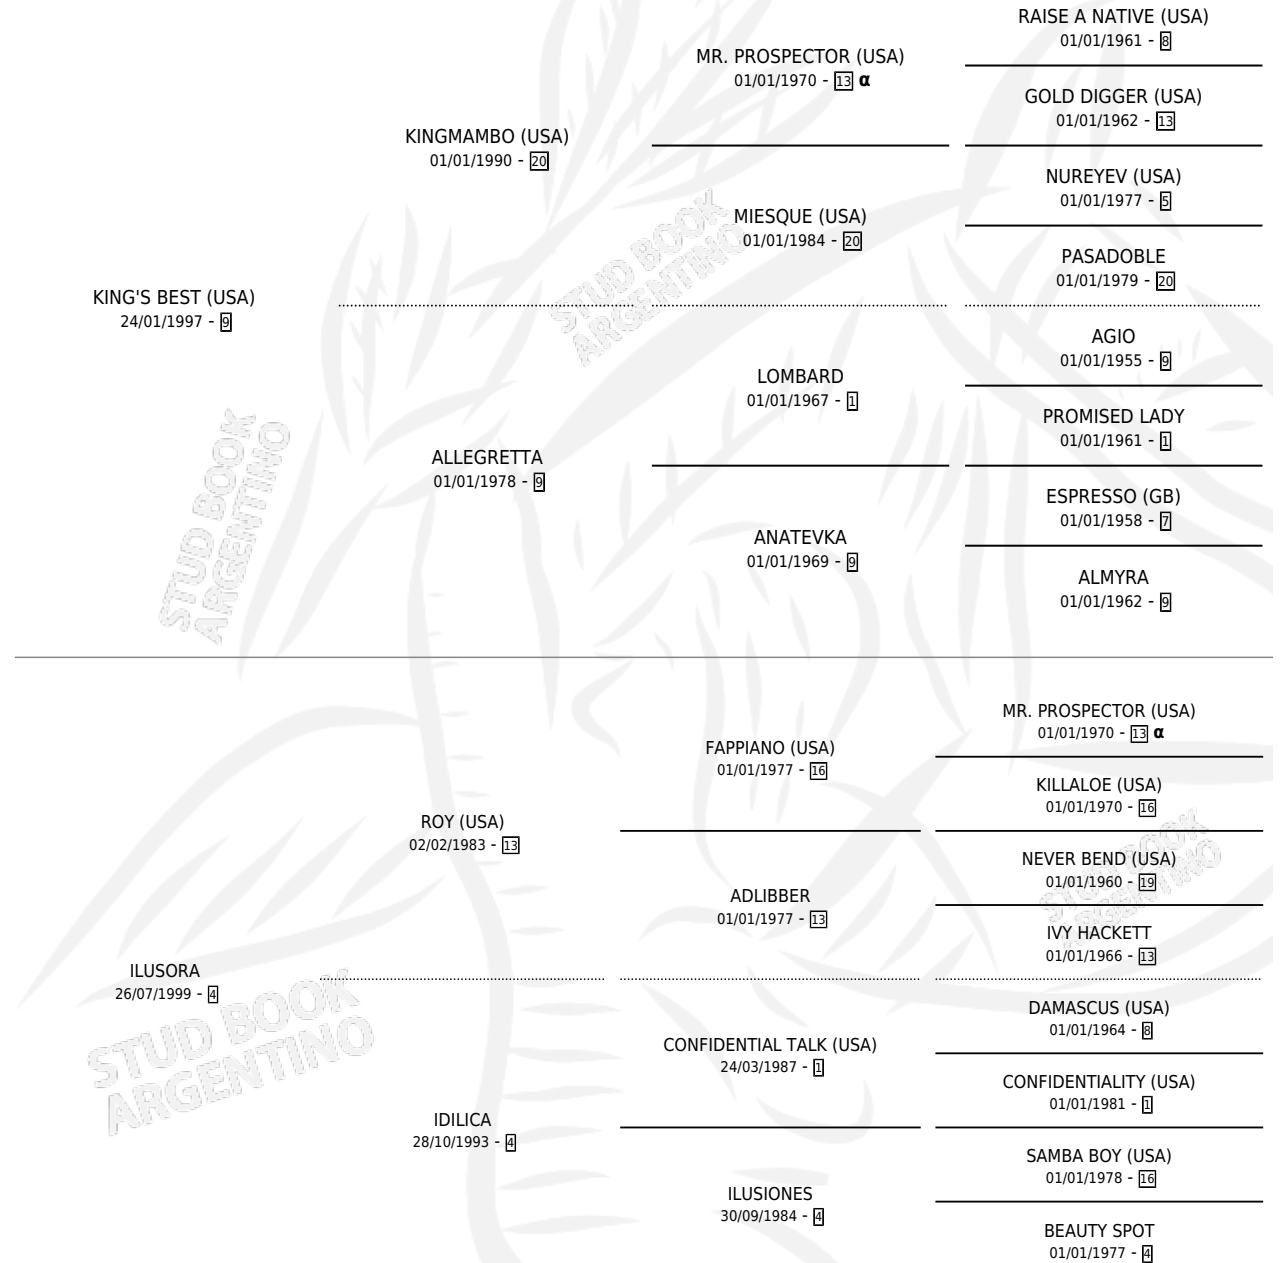 RAISE A NATIVE (USA)
01/01/1961 - 8
MR. PROSPECTOR (USA)
01/01/1970 - 13 α
GOLD DIGGER (USA)
01/01/1962 - 13
KINGMAMBO (USA)
01/01/1990 - 20
NUREYEV (USA)
01/01/1977 - 5
MIESQUE (USA)
01/01/1984 - 20
PASADOBLE
01/01/1979 - 20
KING'S BEST (USA)
24/01/1997 - 9
AGIO
01/01/1955 - 9
LOMBARD
01/01/1967 - 1
PROMISED LADY
01/01/1961 - 1
ALLEGRETTA
01/01/1978 - 9
ESPRESSO (GB)
01/01/1958 - 7
ANATEVKA
01/01/1969 - 9
ALMYRA
01/01/1962 - 9
STUD BOOK
ARGENTINO
STUD BOOK
ARGENTINO
MR. PROSPECTOR (USA)
01/01/1970 - 13 α
FAPPIANO (USA)
01/01/1977 - 16
KILLALOE (USA)
01/01/1970 - 16
ROY (USA)
02/02/1983 - 13
NEVER BEND (USA)
01/01/1960 - 19
ADLIBBER
01/01/1977 - 13
IVY HACKETT
01/01/1966 - 13
ILUSORA
26/07/1999 - 4
DAMASCUS (USA)
01/01/1964 - 8
CONFIDENTIAL TALK (USA)
24/03/1987 - 1
CONFIDENTIALITY (USA)
01/01/1981 - 1
IDILICA
28/10/1993 - 4
SAMBA BOY (USA)
01/01/1978 - 16
ILUSIONES
30/09/1984 - 4
BEAUTY SPOT
01/01/1977 - 4
STUD BOOK
ARGENTINO
STUD BOOK
ARGENTINO